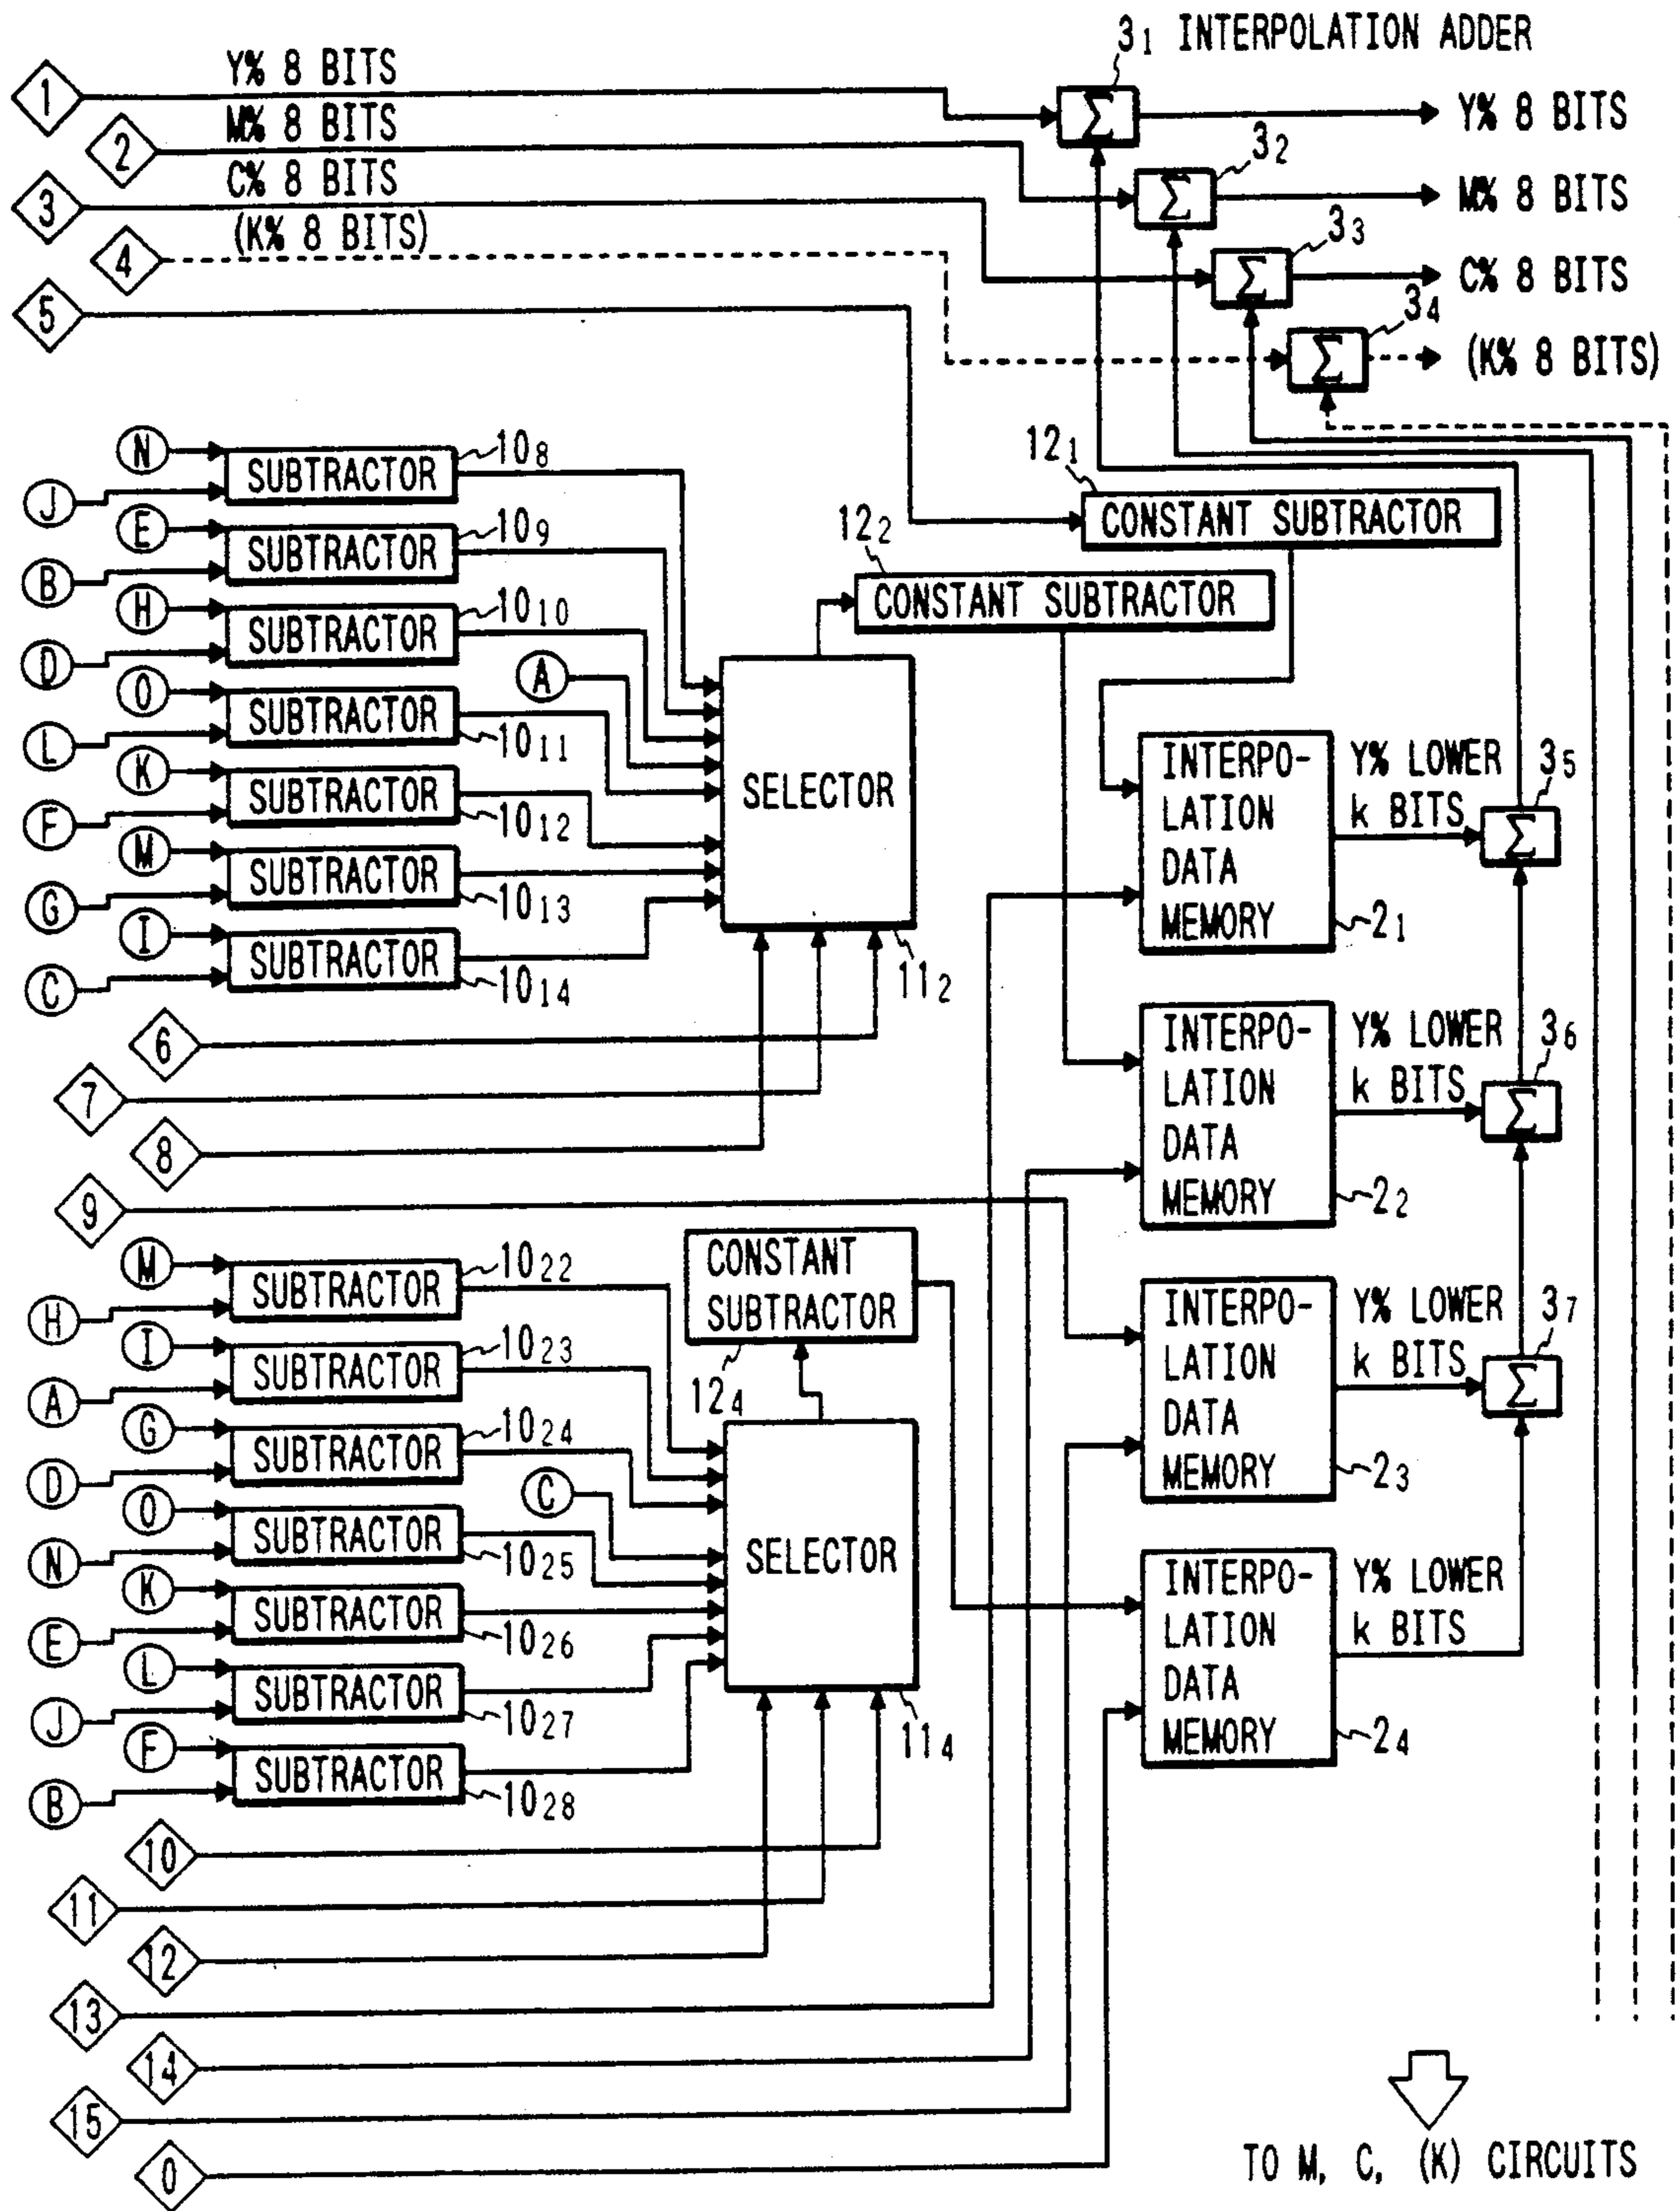 3₁ INTERPOLATION ADDER
1 Y% 8 BITS Σ Y% 8 BITS
2 M% 8 BITS 3₂ Σ M% 8 BITS
3 C% 8 BITS 3₃ Σ C% 8 BITS
4 (K% 8 BITS) 3₄ Σ (K% 8 BITS)
5
N J SUBTRACTOR 10₈
E B SUBTRACTOR 10₉
H D SUBTRACTOR 10₁₀
O L SUBTRACTOR 10₁₁
K F SUBTRACTOR 10₁₂
M G SUBTRACTOR 10₁₃
I C SUBTRACTOR 10₁₄
A
SELECTOR
11₂
12₁
CONSTANT SUBTRACTOR
12₂
CONSTANT SUBTRACTOR
INTERPO-
LATION
DATA
MEMORY
2₁
Y% LOWER
k BITS
3₅
Σ
6
7
8
INTERPO-
LATION
DATA
MEMORY
2₂
Y% LOWER
k BITS
3₆
Σ
9
M H SUBTRACTOR 10₂₂
I A SUBTRACTOR 10₂₃
G D SUBTRACTOR 10₂₄
O N SUBTRACTOR 10₂₅
K E SUBTRACTOR 10₂₆
L J SUBTRACTOR 10₂₇
F B SUBTRACTOR 10₂₈
C
CONSTANT
SUBTRACTOR
12₄
SELECTOR
11₄
INTERPO-
LATION
DATA
MEMORY
2₃
Y% LOWER
k BITS
3₇
Σ
INTERPO-
LATION
DATA
MEMORY
2₄
Y% LOWER
k BITS
10
11
12
13
14
15
0
TO M, C, (K) CIRCUITS